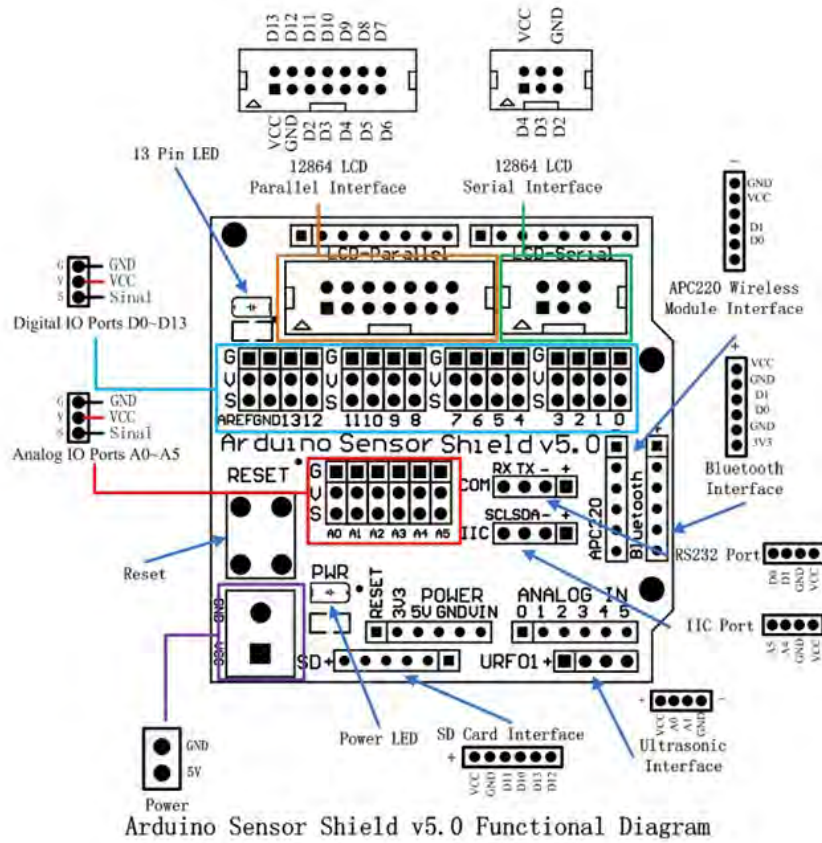 D13 D12 D11 D10 D9 D8 D7
VCC GND D2 D3 D4 D5 D6
VCC GND
D4 D3 D2
13 Pin LED
12864 LCD
Parallel Interface
12864 LCD
Serial Interface
-
GND
VCC
D1
D0
APC220 Wireless
Module Interface
LCD-Parallel
LCD-Serial
G GND
V VCC
S Sinal
Digital IO Ports D0~D13
G GND
V VCC
S Sinal
Analog IO Ports A0~A5
G G G G
V V V V
S S S S
AREF GND 13 12 11 10 9 8 7 6 5 4 3 2 1 0
Arduino Sensor Shield v5.0
+
VCC
GND
D1
D0
GND
3V3
Bluetooth
Interface
- +
APC220
Bluetooth
RESET
G
V
S
A0 A1 A2 A3 A4 A5
RX TX - +
COM
SCL SDA - +
IIC
RS232 Port
D0 D1 GND VCC
IIC Port
A5 A4 GND VCC
Reset
PWR
GND
VCC
POWER
RESET 3V3 5V GND VIN
ANALOG IN
0 1 2 3 4 5
SD+
URF01+
GND
5V
Power
Power LED
SD Card Interface
+ VCC GND D11 D10 D13 D12
+ -
VCC A0 A1 GND
Ultrasonic
Interface
Arduino Sensor Shield v5.0 Functional Diagram